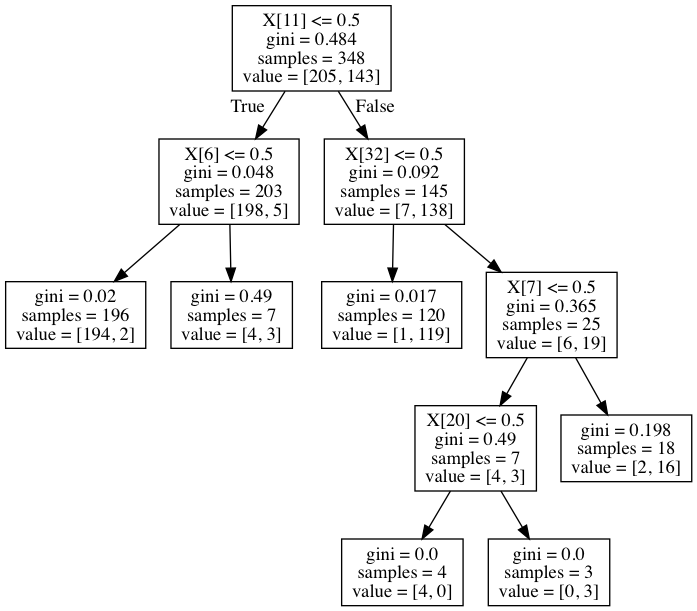 X[11] <= 0.5
gini = 0.484
samples = 348
value = [205, 143]
True
False
X[6] <= 0.5
gini = 0.048
samples = 203
value = [198, 5]
X[32] <= 0.5
gini = 0.092
samples = 145
value = [7, 138]
gini = 0.02
samples = 196
value = [194, 2]
gini = 0.49
samples = 7
value = [4, 3]
gini = 0.017
samples = 120
value = [1, 119]
X[7] <= 0.5
gini = 0.365
samples = 25
value = [6, 19]
X[20] <= 0.5
gini = 0.49
samples = 7
value = [4, 3]
gini = 0.198
samples = 18
value = [2, 16]
gini = 0.0
samples = 4
value = [4, 0]
gini = 0.0
samples = 3
value = [0, 3]